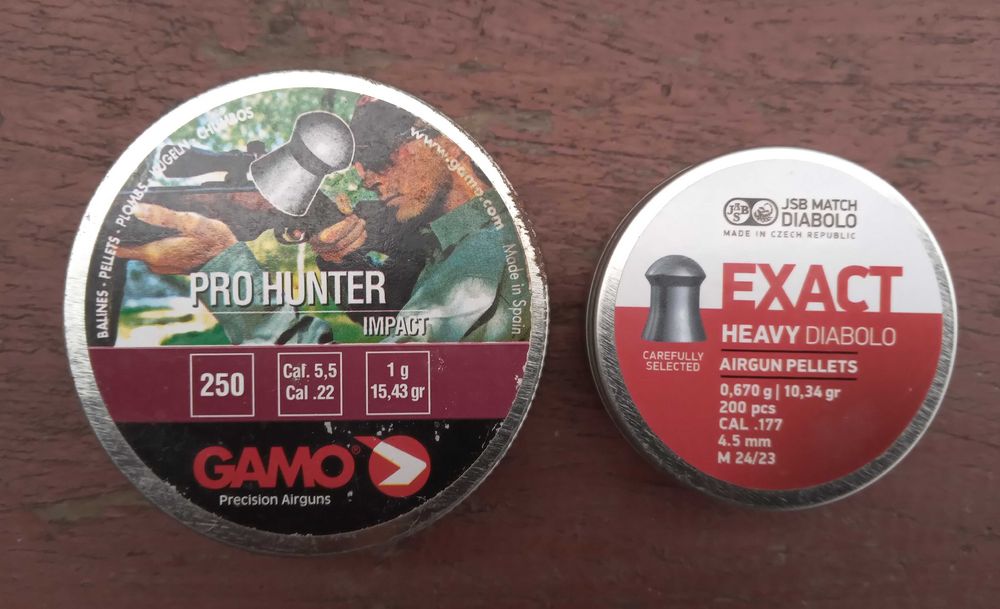 BALINES · PELLETS · PLOMBS · KUGELN · CHUMBOS
www.gamo.com
Made in Spain
PRO HUNTER
IMPACT
250
Cal. 5,5
Cal .22
1 g
15,43 gr
GAMO®
Precision Airguns
J&B
S
JSB MATCH
DIABOLO
MADE IN CZECH REPUBLIC
EXACT
HEAVY DIABOLO
CAREFULLY
SELECTED
AIRGUN PELLETS
0,670 g | 10,34 gr
200 pcs
CAL .177
4.5 mm
M 24/23